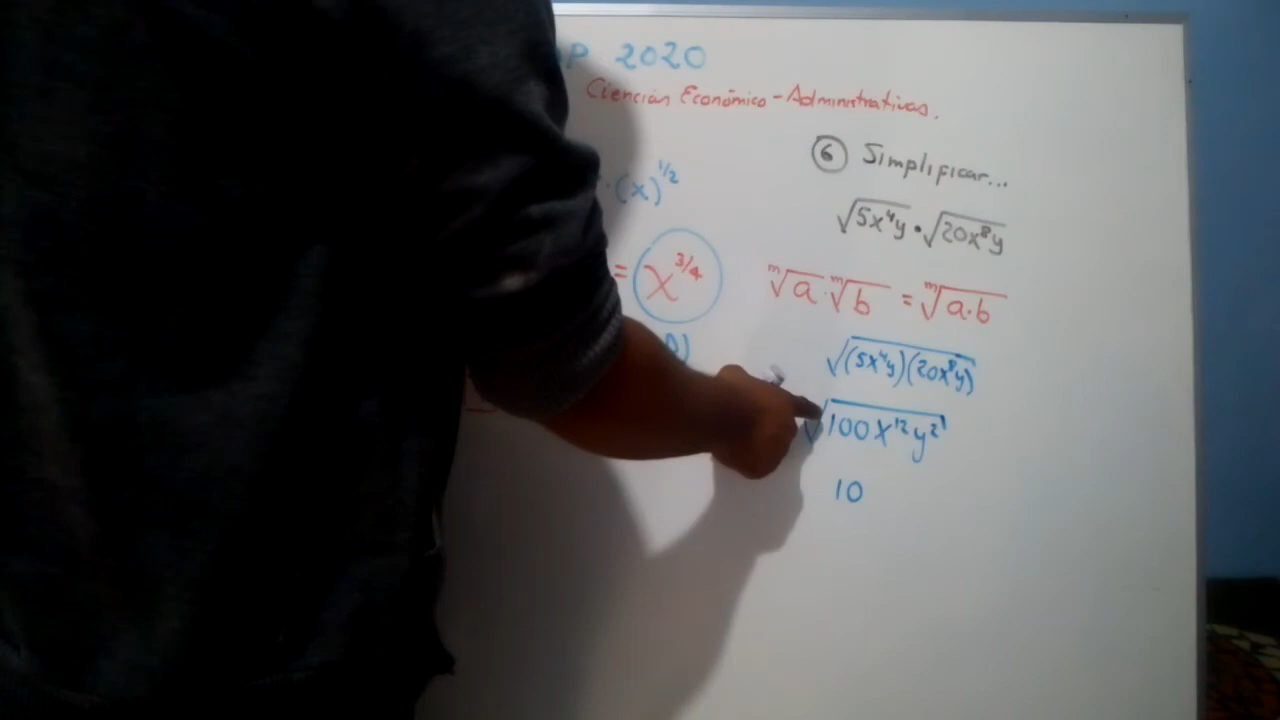 P 2020
Ciencias Económico-Administrativas.
·(x)^1/2
= x^3/4
D)
6 Simplificar...
√5x⁴y · √20x⁸y
ᵐ√a · ᵐ√b = ᵐ√a·b
√(5x⁴y)(20x⁸y)
√100x¹²y²
10